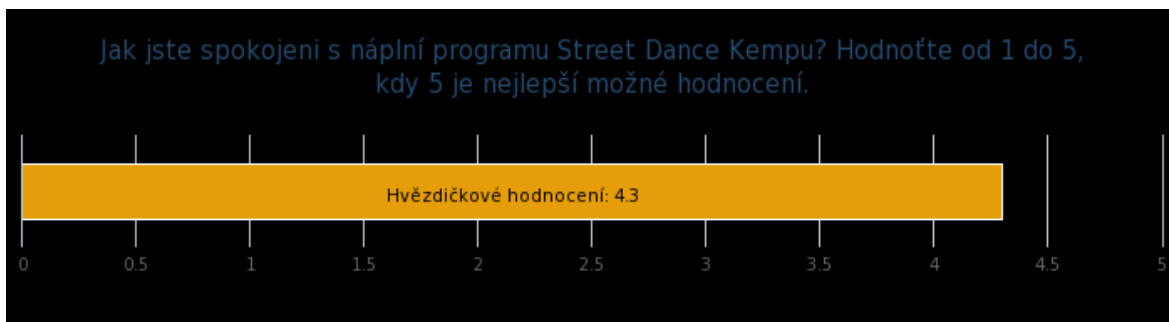 Jak jste spokojeni s náplní programu Street Dance Kempu? Hodnoťte od 1 do 5,
kdy 5 je nejlepší možné hodnocení.
Hvězdičkové hodnocení: 4.3
0 0.5 1 1.5 2 2.5 3 3.5 4 4.5 5